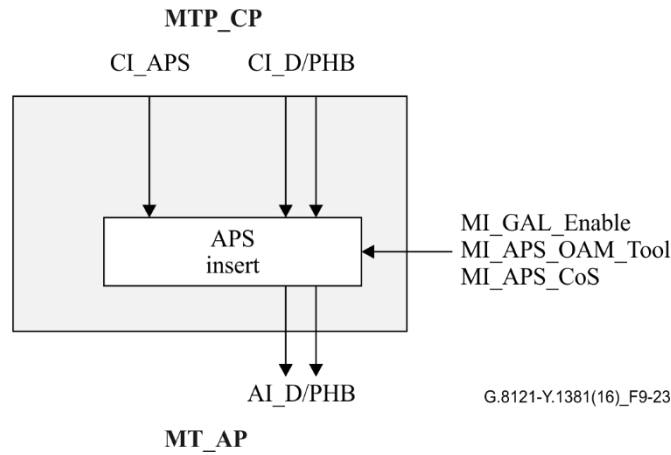 MTP_CP
CI_APS CI_D/PHB
APS
insert
MI_GAL_Enable
MI_APS_OAM_Tool
MI_APS_CoS
AI_D/PHB
G.8121-Y.1381(16)_F9-23
MT_AP